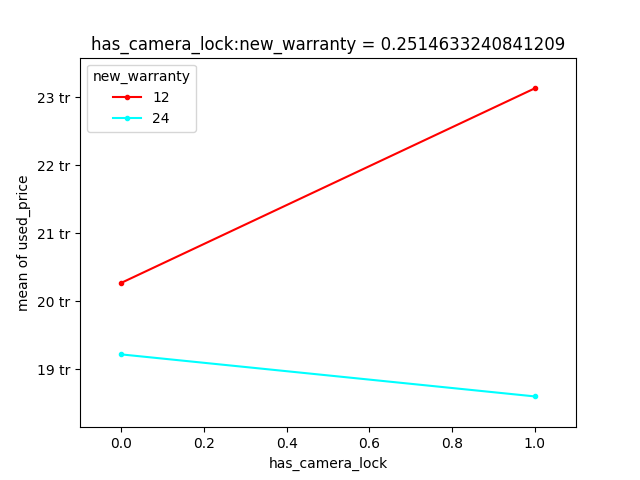 has_camera_lock:new_warranty = 0.2514633240841209
new_warranty
12
24
23 tr
22 tr
21 tr
20 tr
19 tr
mean of used_price
0.0 0.2 0.4 0.6 0.8 1.0
has_camera_lock